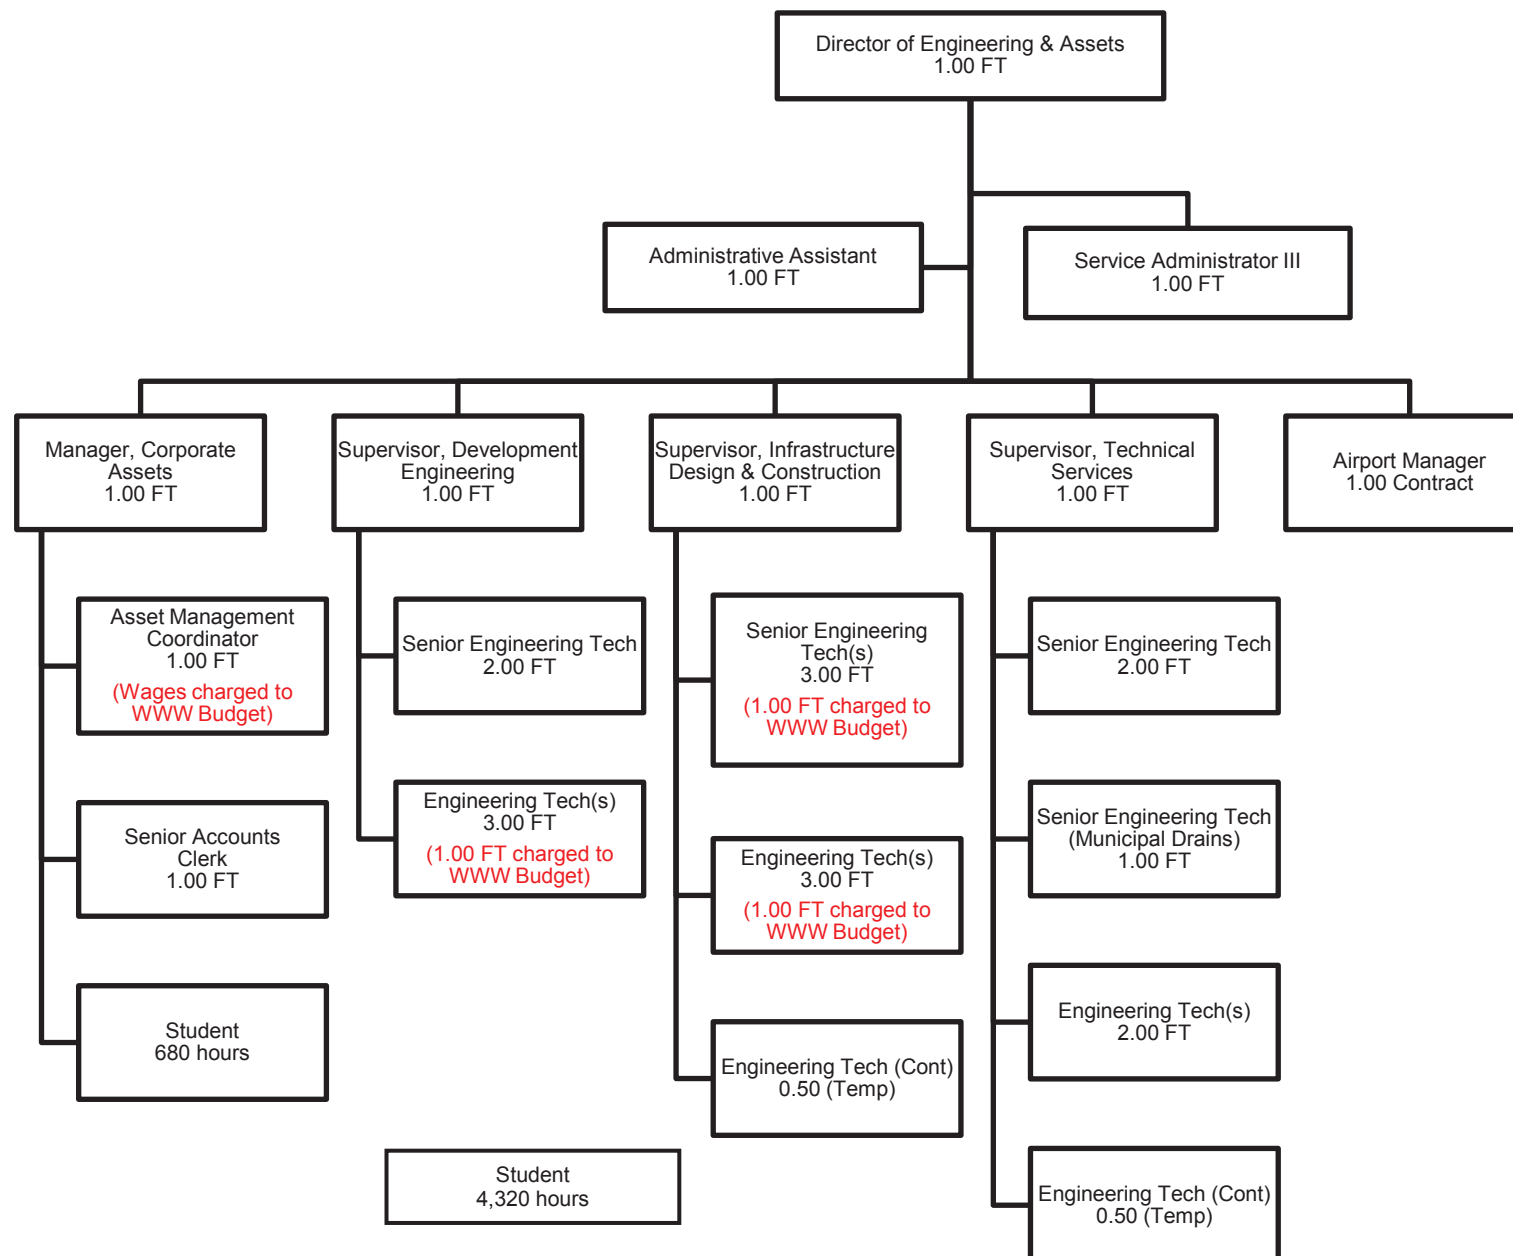 Director of Engineering & Assets
1.00 FT
Administrative Assistant
1.00 FT
Service Administrator III
1.00 FT
Manager, Corporate
Assets
1.00 FT
Supervisor, Development
Engineering
1.00 FT
Supervisor, Infrastructure
Design & Construction
1.00 FT
Supervisor, Technical
Services
1.00 FT
Airport Manager
1.00 Contract
Asset Management
Coordinator
1.00 FT
(Wages charged to
WWW Budget)
Senior Accounts
Clerk
1.00 FT
Student
680 hours
Senior Engineering Tech
2.00 FT
Engineering Tech(s)
3.00 FT
(1.00 FT charged to
WWW Budget)
Senior Engineering
Tech(s)
3.00 FT
(1.00 FT charged to
WWW Budget)
Engineering Tech(s)
3.00 FT
(1.00 FT charged to
WWW Budget)
Engineering Tech (Cont)
0.50 (Temp)
Senior Engineering Tech
2.00 FT
Senior Engineering Tech
(Municipal Drains)
1.00 FT
Engineering Tech(s)
2.00 FT
Engineering Tech (Cont)
0.50 (Temp)
Student
4,320 hours